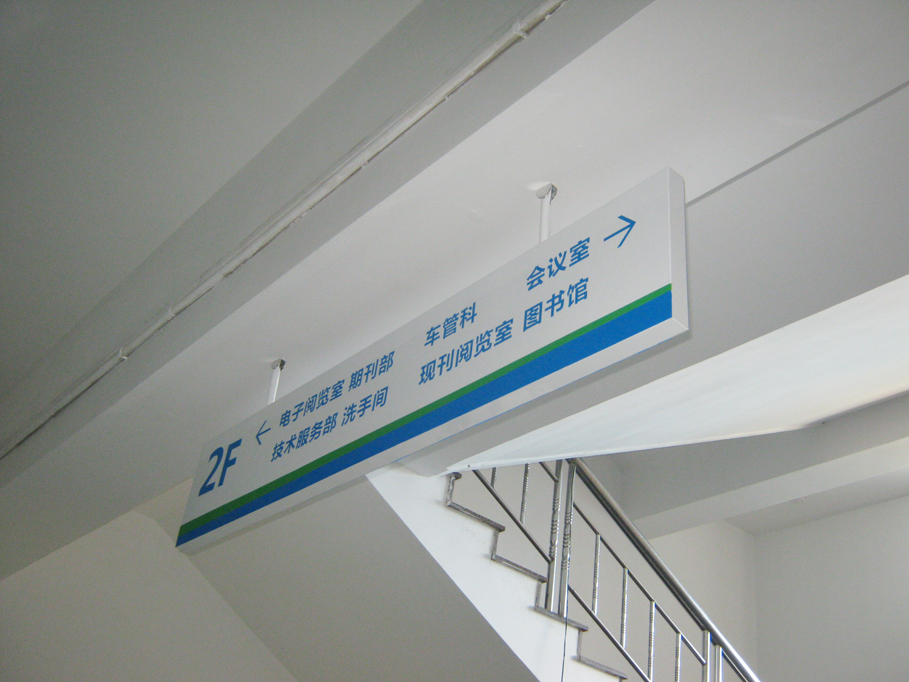 2F ← 电子阅览室 期刊部 车管科 会议室 →
技术服务部 洗手间 现刊阅览室 图书馆